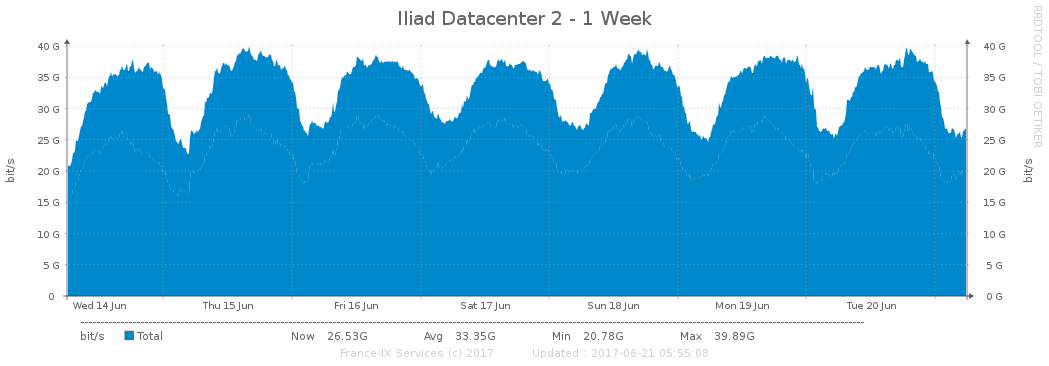 Iliad Datacenter 2 - 1 Week
RRDTOOL / TOBI OETIKER
40 G 40 G
35 G 35 G
30 G 30 G
25 G 25 G
20 G 20 G
15 G 15 G
10 G 10 G
5 G 5 G
0 0 G
bit/s bit/s
Wed 14 Jun Thu 15 Jun Fri 16 Jun Sat 17 Jun Sun 18 Jun Mon 19 Jun Tue 20 Jun
bit/s Total Now 26.53G Avg 33.35G Min 20.78G Max 39.89G
France-IX Services (c) 2017 Updated : 2017-06-21 05:55:08